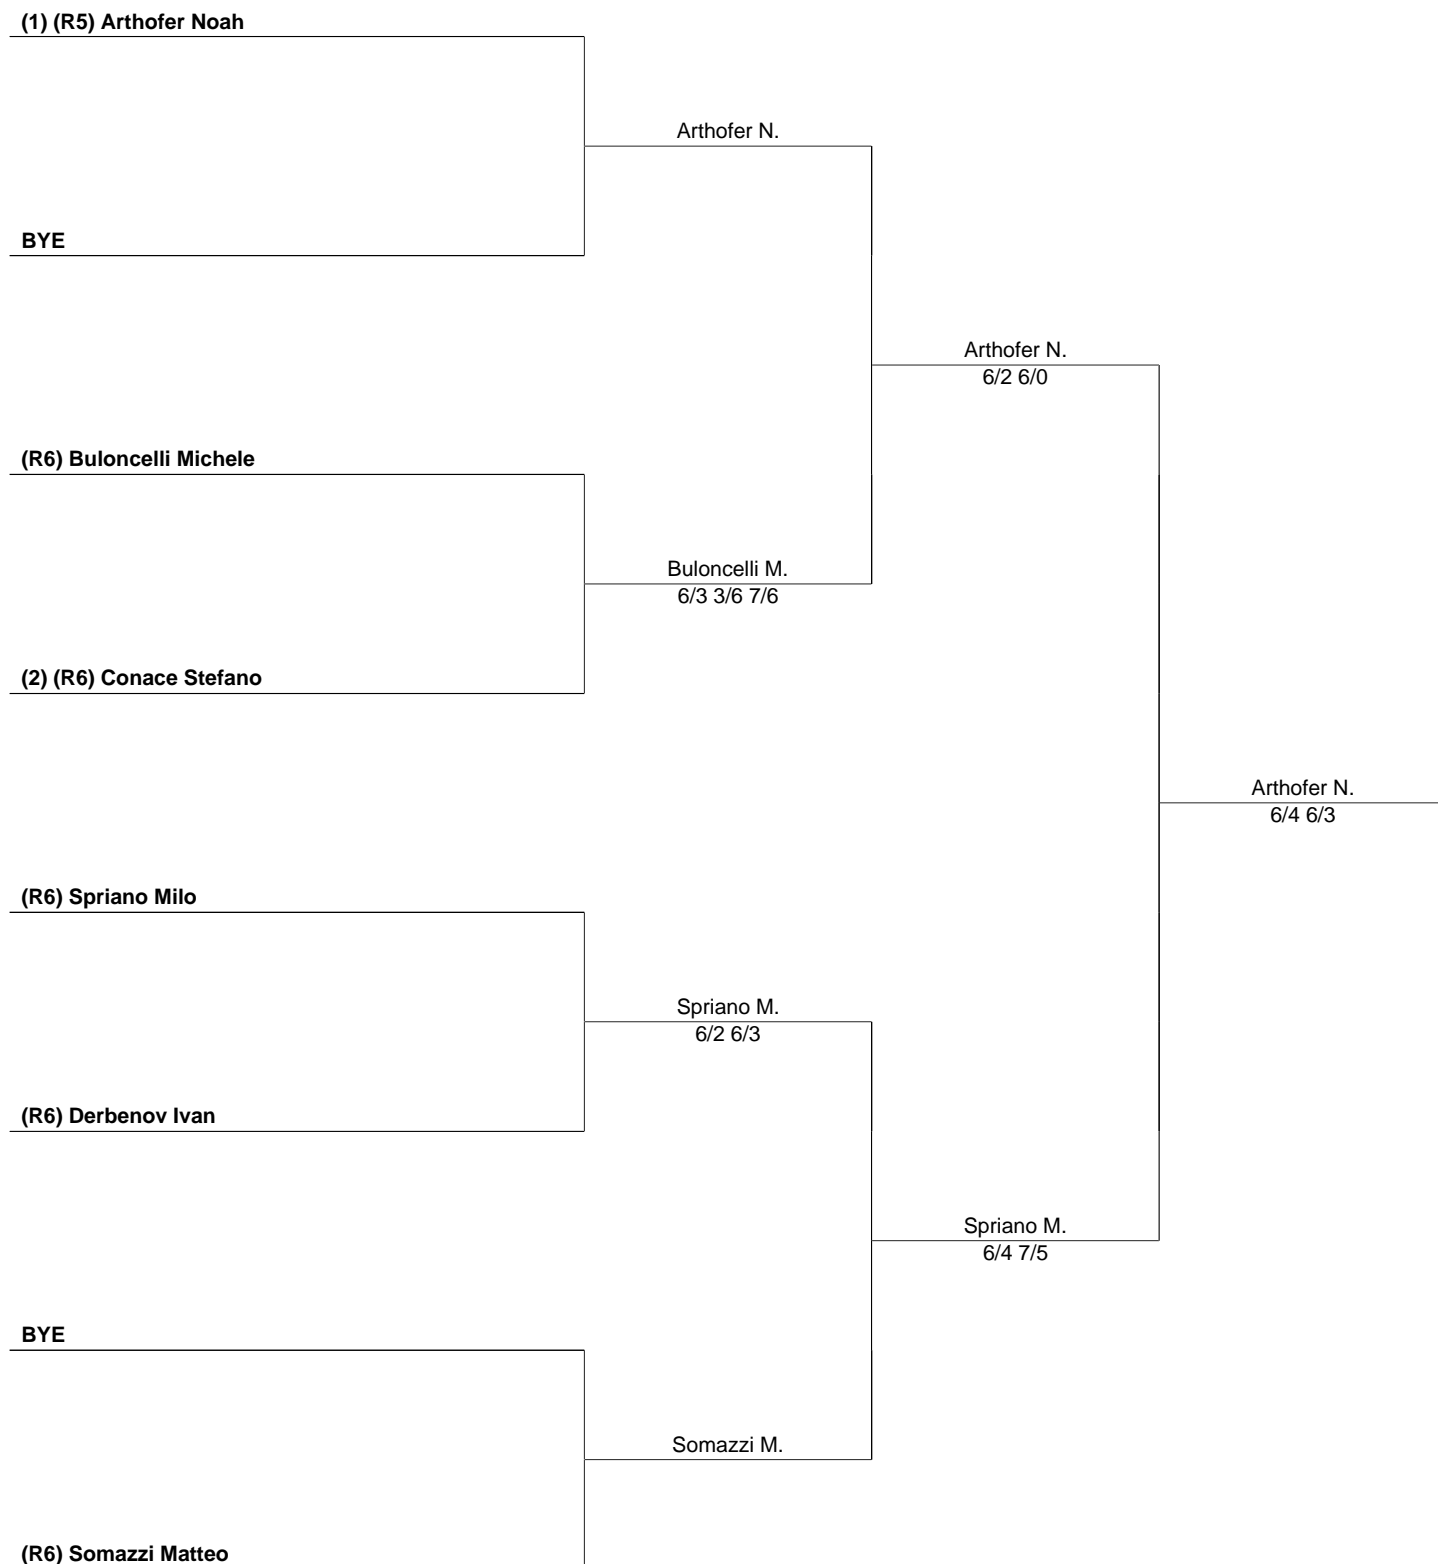 (1) (R5) Arthofer Noah
Arthofer N.
BYE
Arthofer N.
6/2 6/0
(R6) Buloncelli Michele
Buloncelli M.
6/3 3/6 7/6
(2) (R6) Conace Stefano
Arthofer N.
6/4 6/3
(R6) Spriano Milo
Spriano M.
6/2 6/3
(R6) Derbenov Ivan
Spriano M.
6/4 7/5
BYE
Somazzi M.
(R6) Somazzi Matteo